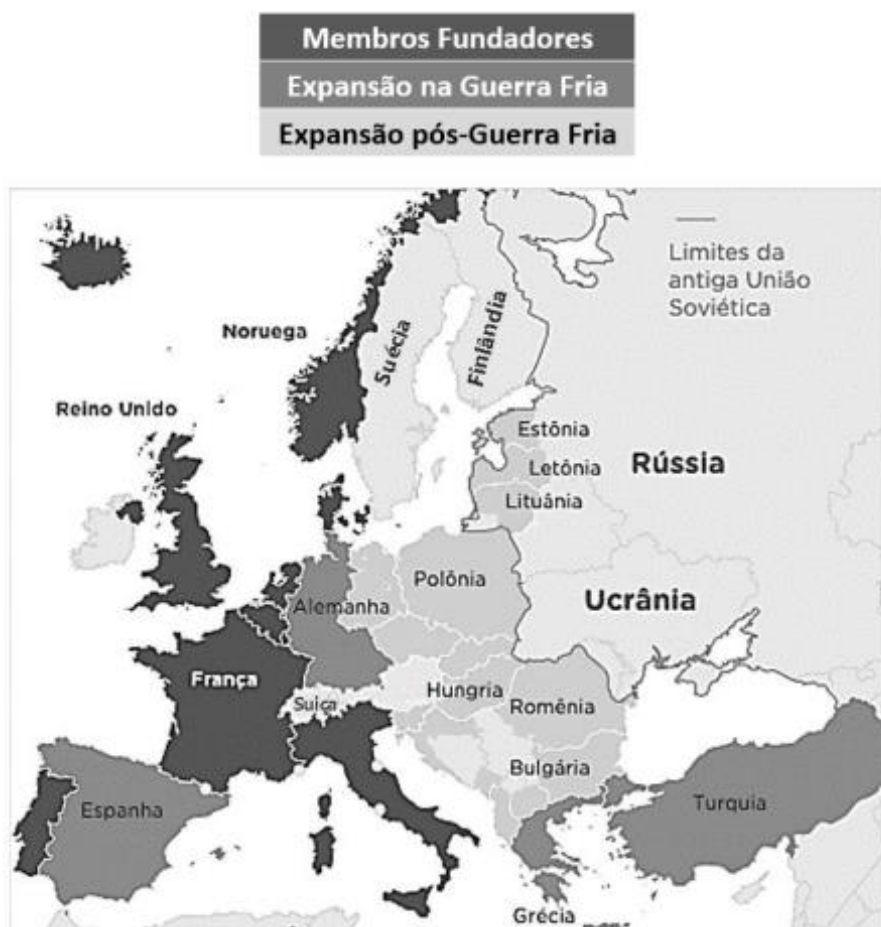 Membros Fundadores
Expansão na Guerra Fria
Expansão pós-Guerra Fria
Limites da
antiga União
Soviética
Noruega
Suécia
Finlândia
Reino Unido
Estônia
Letônia
Rússia
Lituânia
Polônia
Alemanha
Ucrânia
França
Suiça
Hungria
Romênia
Bulgária
Espanha
Turquia
Grécia